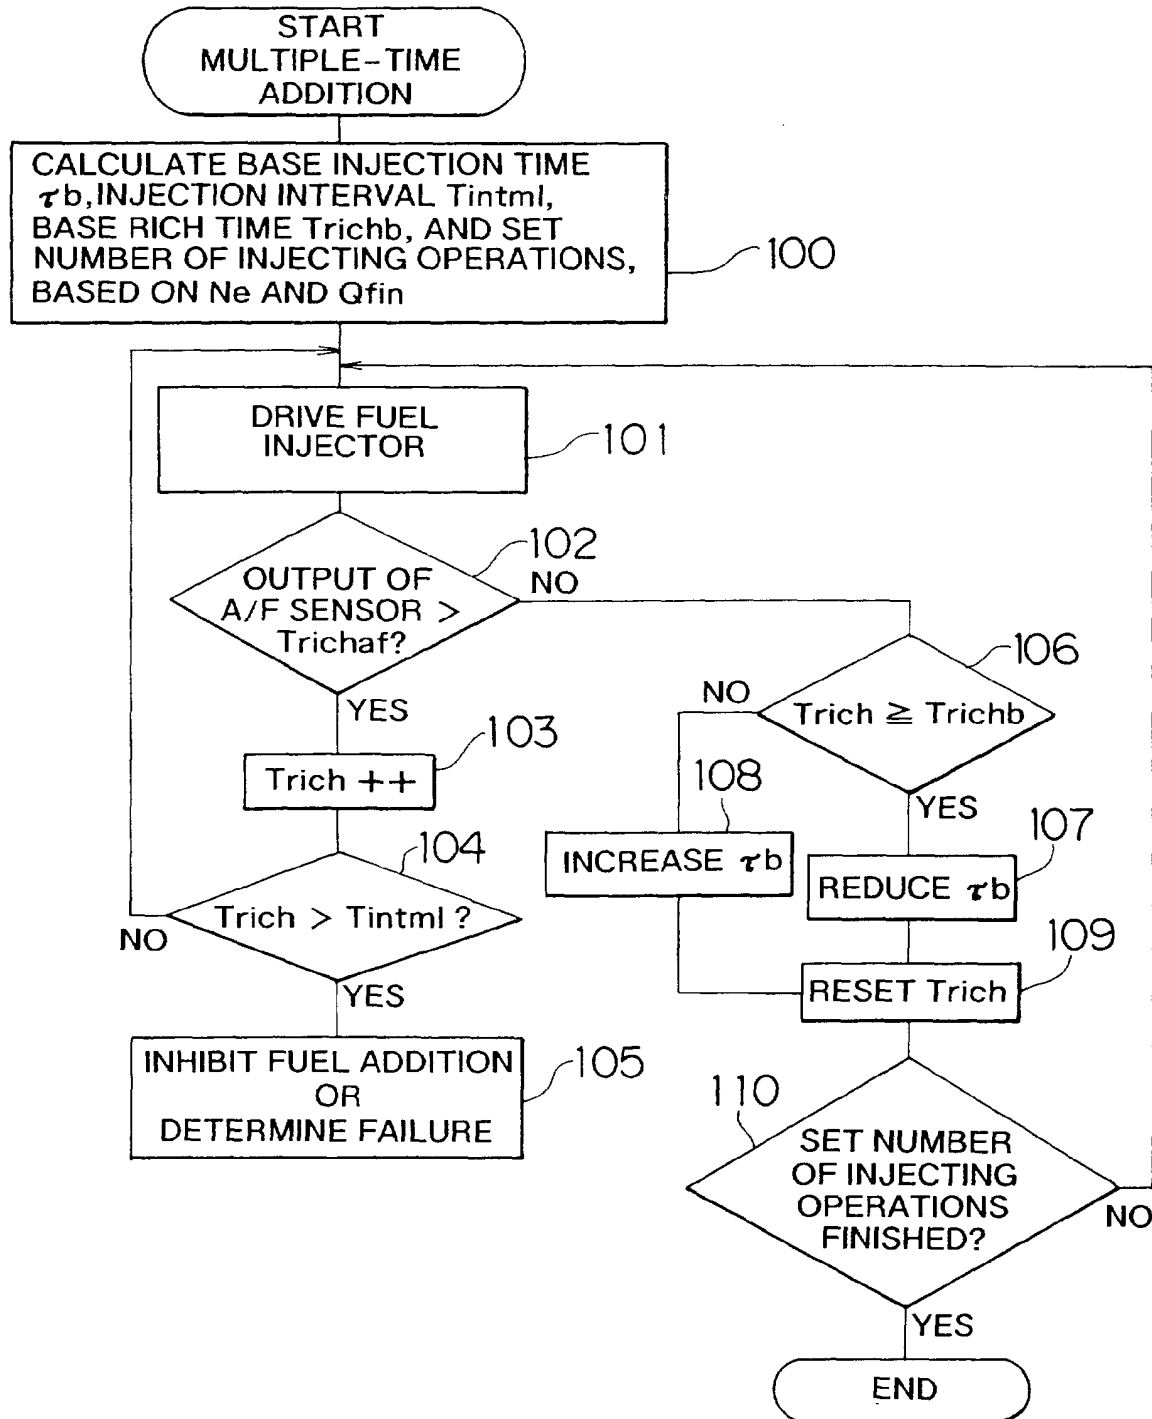 START
MULTIPLE-TIME
ADDITION
CALCULATE BASE INJECTION TIME
τb,INJECTION INTERVAL Tintml,
BASE RICH TIME Trichb, AND SET
NUMBER OF INJECTING OPERATIONS,
BASED ON Ne AND Qfin
100
DRIVE FUEL
INJECTOR
101
102
OUTPUT OF
A/F SENSOR >
Trichaf?
NO
YES
103
Trich ++
104
Trich > Tintml ?
NO
YES
INHIBIT FUEL ADDITION
OR
DETERMINE FAILURE
105
106
Trich ≧ Trichb
NO
YES
108
INCREASE τb
107
REDUCE τb
109
RESET Trich
110
SET NUMBER
OF INJECTING
OPERATIONS
FINISHED?
NO
YES
END